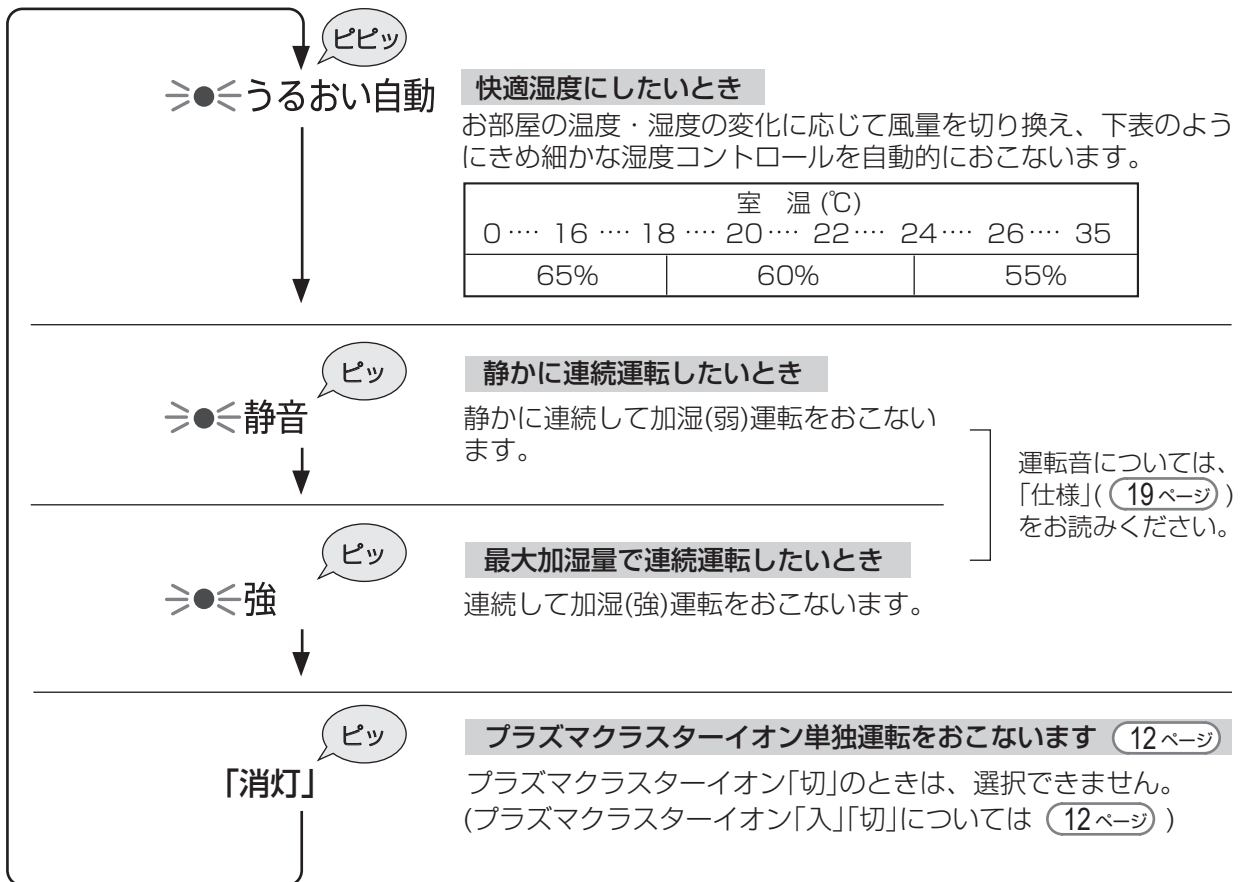 ピピッ
うるおい自動
快適湿度にしたいとき
お部屋の温度・湿度の変化に応じて風量を切り換え、下表のよう
にきめ細かな湿度コントロールを自動的におこないます。
室 温 (℃)
0 ‥‥ 16 ‥‥ 18 ‥‥ 20 ‥‥ 22 ‥‥ 24 ‥‥ 26 ‥‥ 35
65% 60% 55%
ピッ
静音
静かに連続運転したいとき
静かに連続して加湿(弱)運転をおこない
ます。
運転音については、
「仕様」( 19ページ )
をお読みください。
ピッ
強
最大加湿量で連続運転したいとき
連続して加湿(強)運転をおこないます。
ピッ
「消灯」
プラズマクラスターイオン単独運転をおこないます 12ページ
プラズマクラスターイオン「切」のときは、選択できません。
(プラズマクラスターイオン「入」「切」については 12ページ )